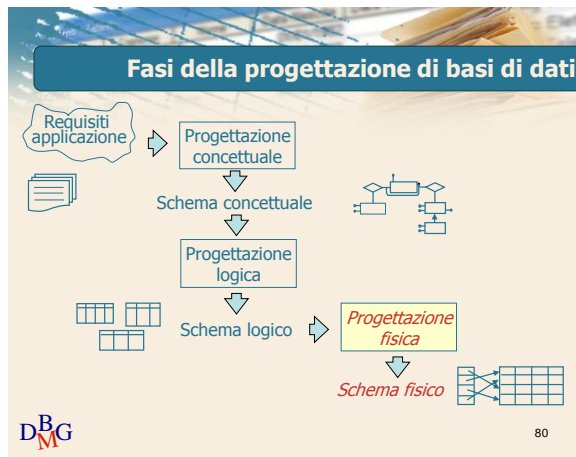 Fasi della progettazione di basi di dati
Requisiti
applicazione
Progettazione
concettuale
Schema concettuale
Progettazione
logica
Schema logico
Progettazione
fisica
Schema fisico
DBMG
80